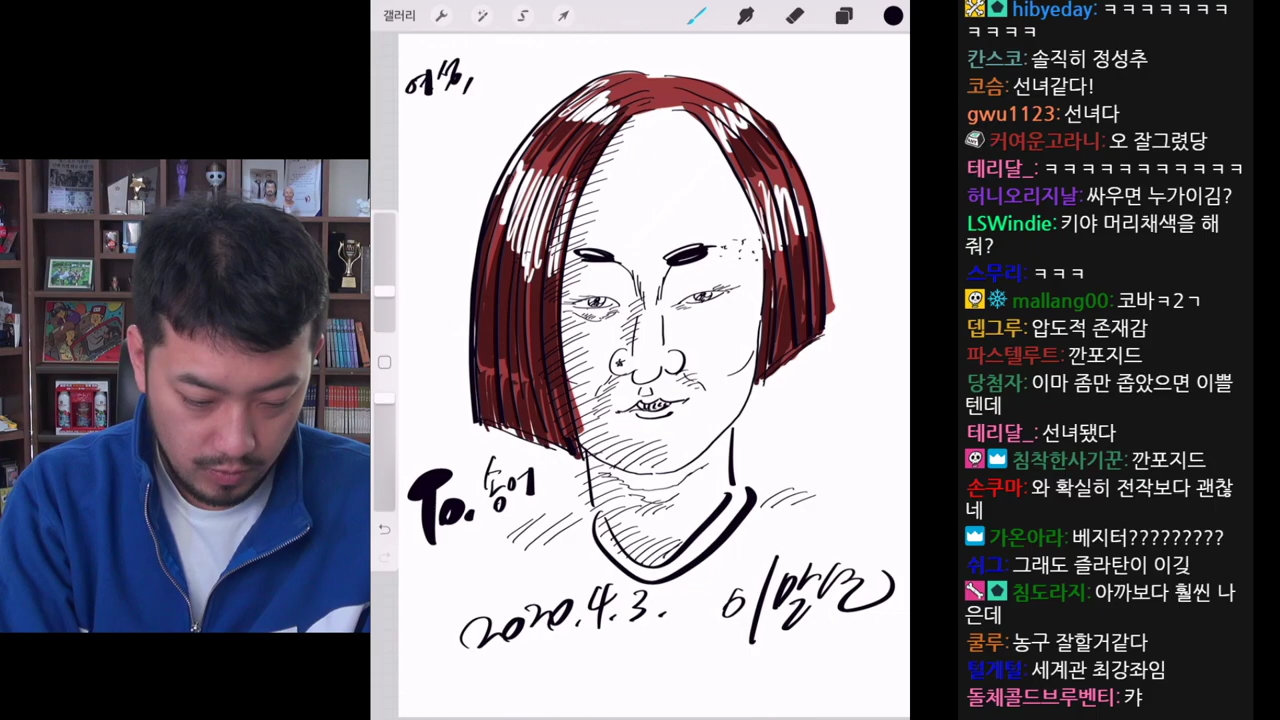 갤러리
여성,
To. 송어
2020.4.3.
이말년
hibyeday: ㅋㅋㅋㅋㅋㅋㅋ
ㅋㅋㅋㅋ
칸스코: 솔직히 정성추
코슴: 선녀같다!
gwu1123: 선녀다
커여운고라니: 오 잘그렸당
테리달_: ㅋㅋㅋㅋㅋㅋㅋㅋㅋㅋㅋ
허니오리지날: 싸우면 누가이김?
LSWindie: 키야 머리채색을 해
줘?
스무리: ㅋㅋㅋ
mallang00: 코바ㅋ2ㄱ
뎁그루: 압도적 존재감
파스텔루트: 깐포지드
당첨자: 이마 좀만 좁았으면 이쁠
텐데
테리달_: 선녀됐다
침착한사기꾼: 깐포지드
손쿠마: 와 확실히 전작보다 괜찮
네
가온아라: 베지터?????????
쉬그: 그래도 즐라탄이 이깆
침도라지: 아까보다 훨씬 나
은데
쿨루: 농구 잘할거같다
털게털: 세계관 최강좌임
돌체콜드브루벤티: 캬